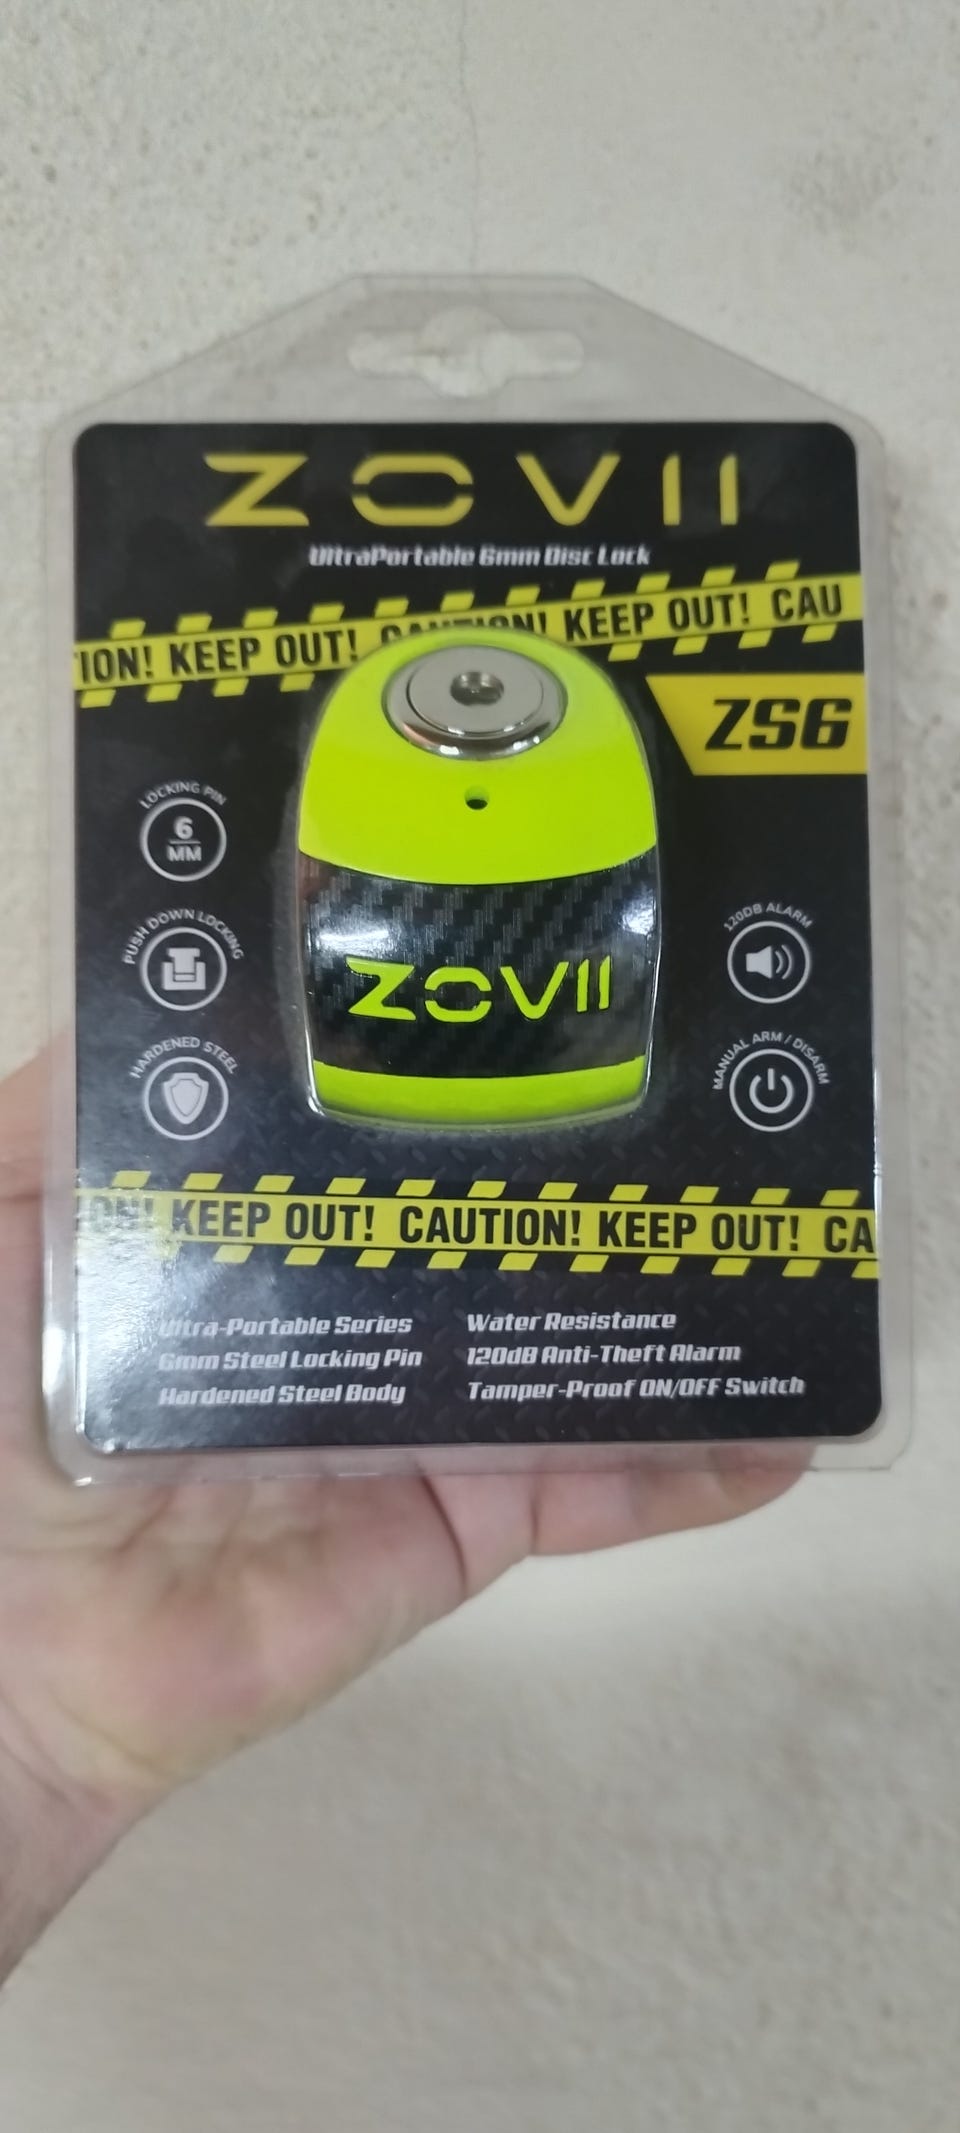 ZOVII
UltraPortable 6mm Disc Lock
ION! KEEP OUT! CAUTION! KEEP OUT! CAU
ZS6
LOCKING PIN
6
MM
PUSH DOWN LOCKING
HARDENED STEEL
120DB ALARM
MANUAL ARM / DISARM
ZOVII
ON! KEEP OUT! CAUTION! KEEP OUT! CA
Ultra-Portable Series
6mm Steel Locking Pin
Hardened Steel Body
Water Resistance
120dB Anti-Theft Alarm
Tamper-Proof ON/OFF Switch